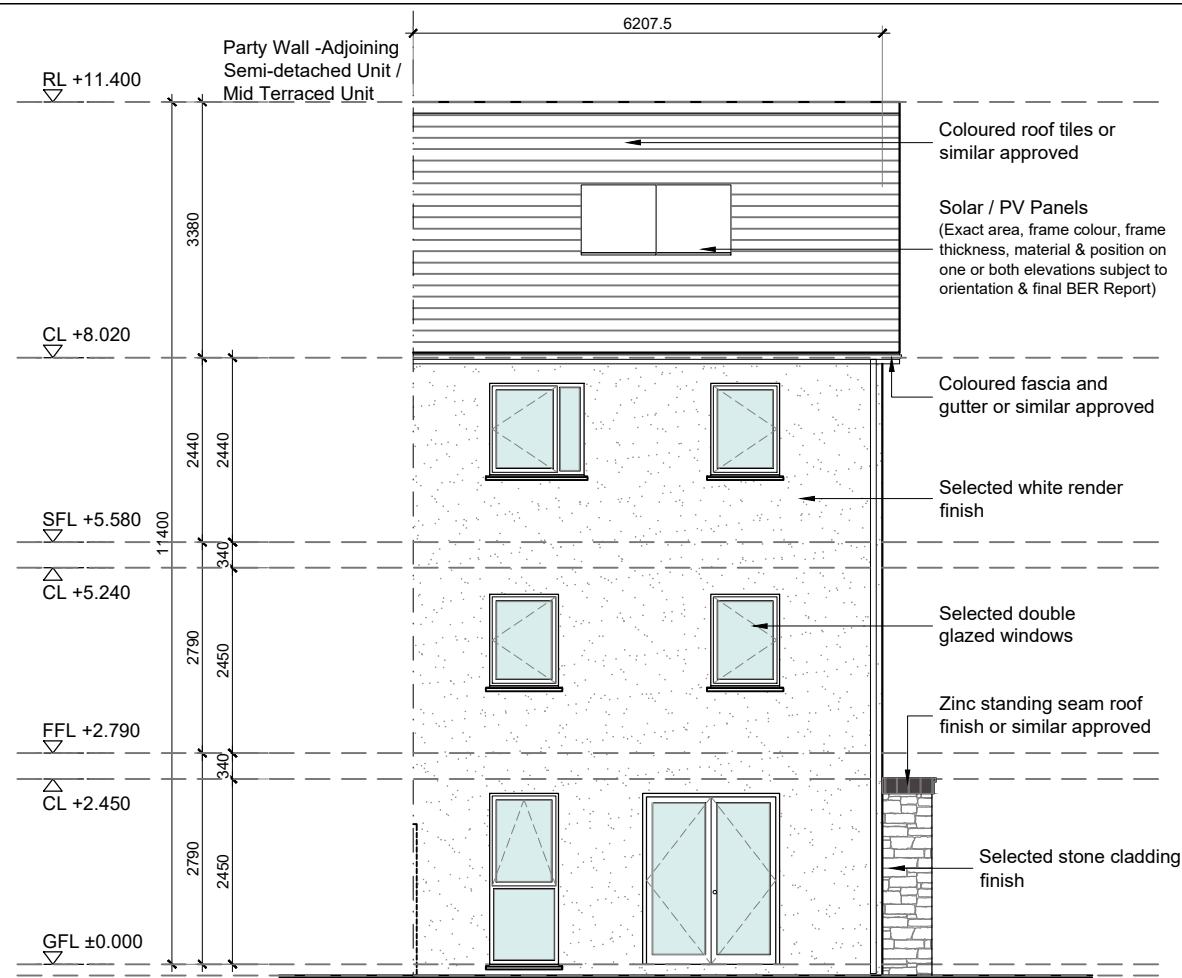 6207.5
Party Wall -Adjoining
Semi-detached Unit /
Mid Terraced Unit
RL +11.400
Coloured roof tiles or
similar approved
3380
Solar / PV Panels
(Exact area, frame colour, frame
thickness, material & position on
one or both elevations subject to
orientation & final BER Report)
CL +8.020
Coloured fascia and
gutter or similar approved
2440
2440
Selected white render
finish
SFL +5.580
11400
340
CL +5.240
Selected double
glazed windows
2790
2450
Zinc standing seam roof
finish or similar approved
FFL +2.790
340
CL +2.450
2790
2450
Selected stone cladding
finish
GFL ±0.000